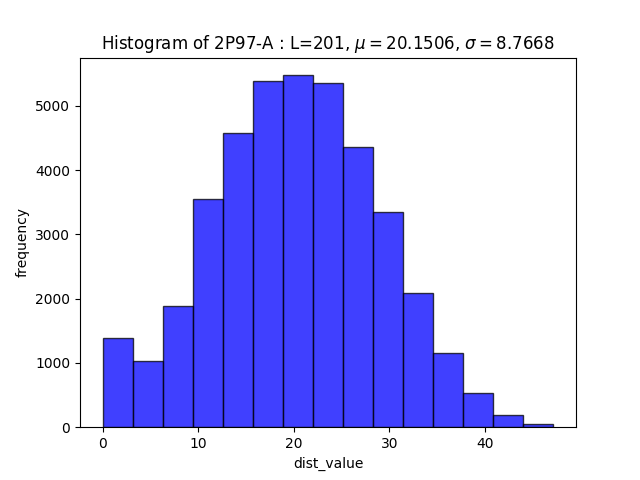 Histogram of 2P97-A : L=201, μ = 20.1506, σ = 8.7668
5000
4000
3000
2000
1000
0
frequency
0 10 20 30 40
dist_value